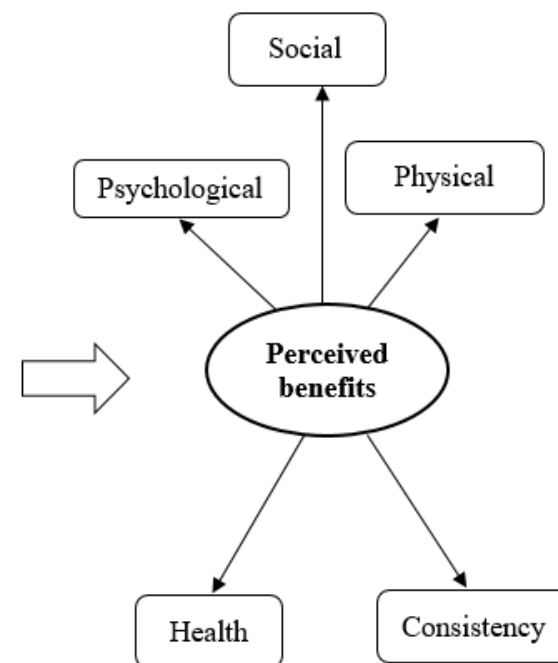 Social
Physical
Psychological
Perceived
benefits
Health
Consistency